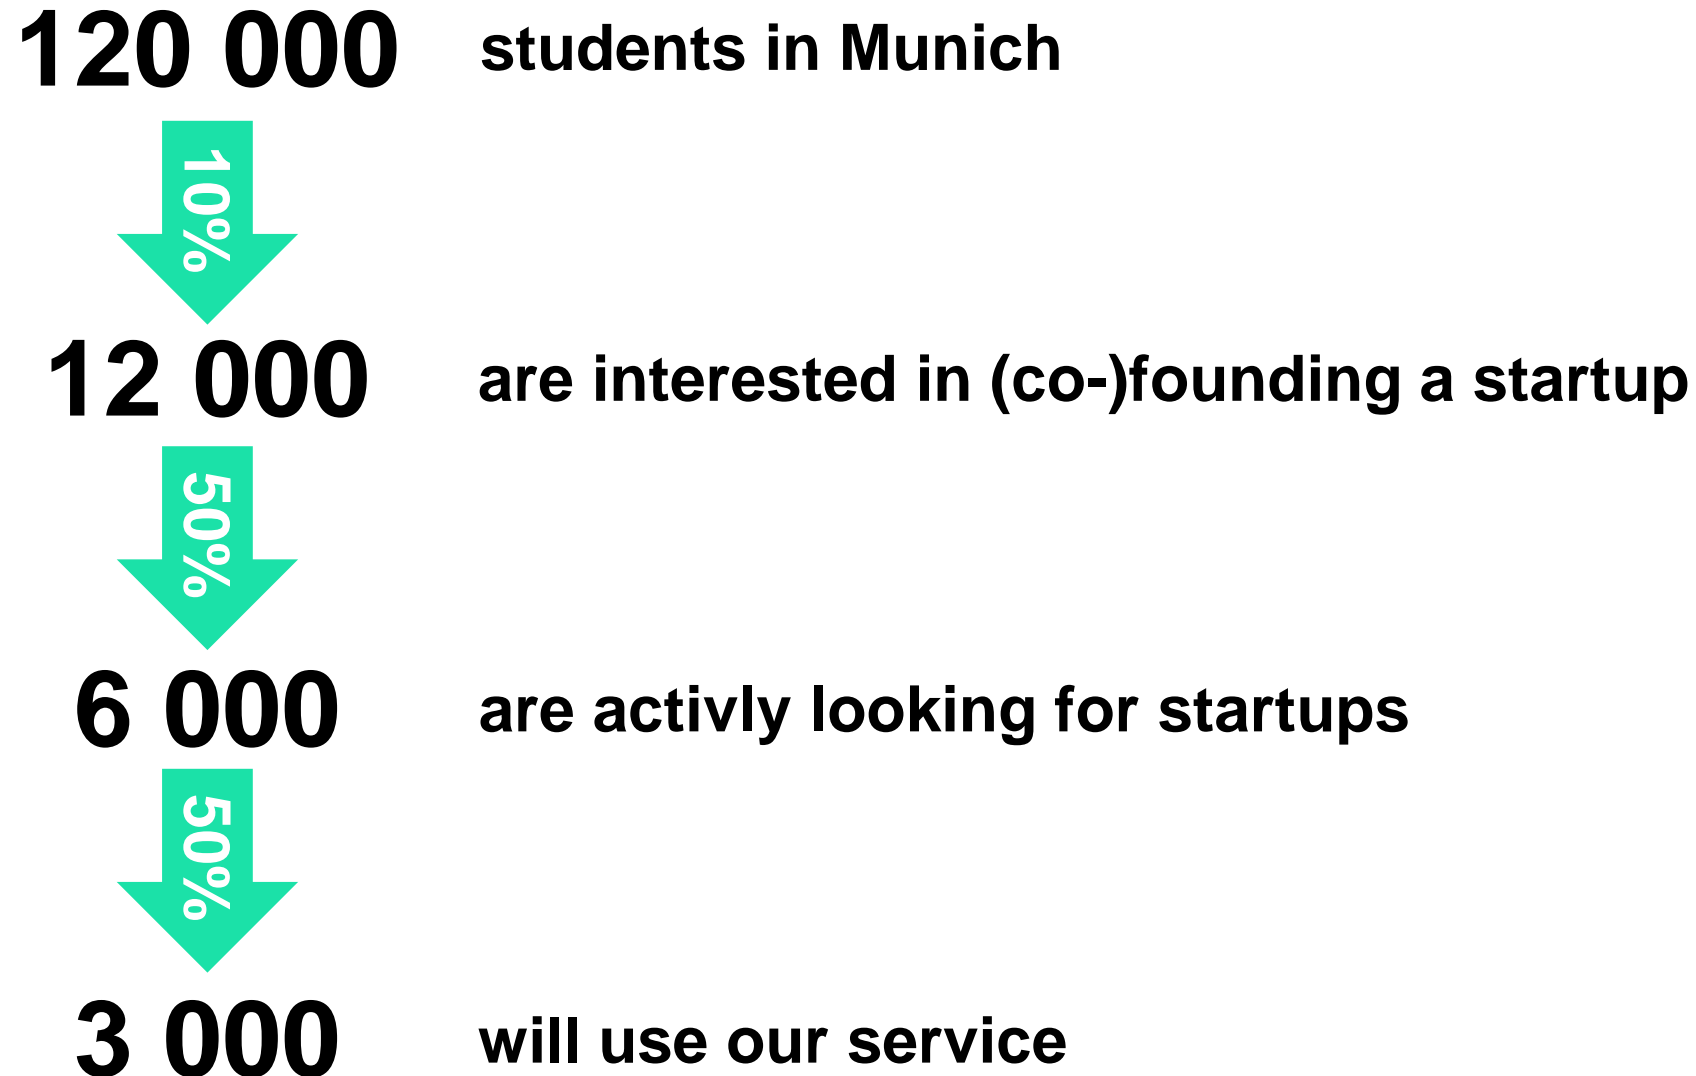 120 000 students in Munich
10%
12 000 are interested in (co-)founding a startup
50%
6 000 are activly looking for startups
50%
3 000 will use our service